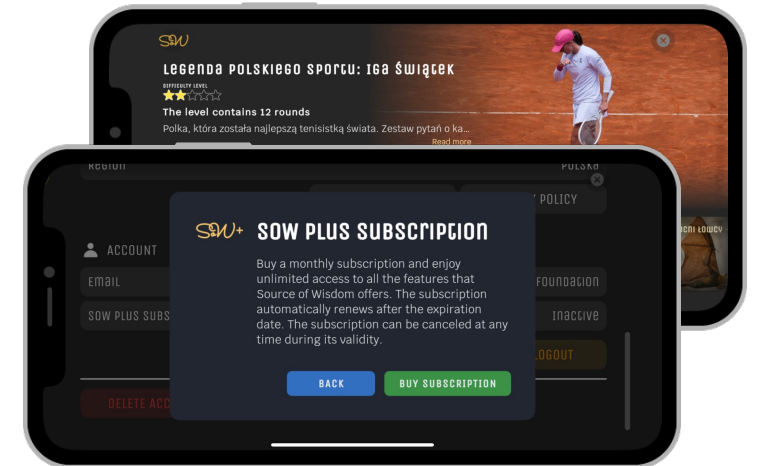 SW
Legenda polskiego sportu: Iga Świątek
DIFFICULTY LEVEL
The level contains 12 rounds
Polka, która została najlepszą tenisistką świata. Zestaw pytań o ka...
Read more
Region
Polska
POLICY
SW+ SOW PLUS SUBSCRIPTION
ACCOUNT
Buy a monthly subscription and enjoy
unlimited access to all the features that
Source of Wisdom offers. The subscription
automatically renews after the expiration
date. The subscription can be canceled at any
time during its validity.
Email
FOUNDATION
SOW PLUS SUBS
Inactive
LOGOUT
BACK
BUY SUBSCRIPTION
DELETE ACC
ŁOWCY